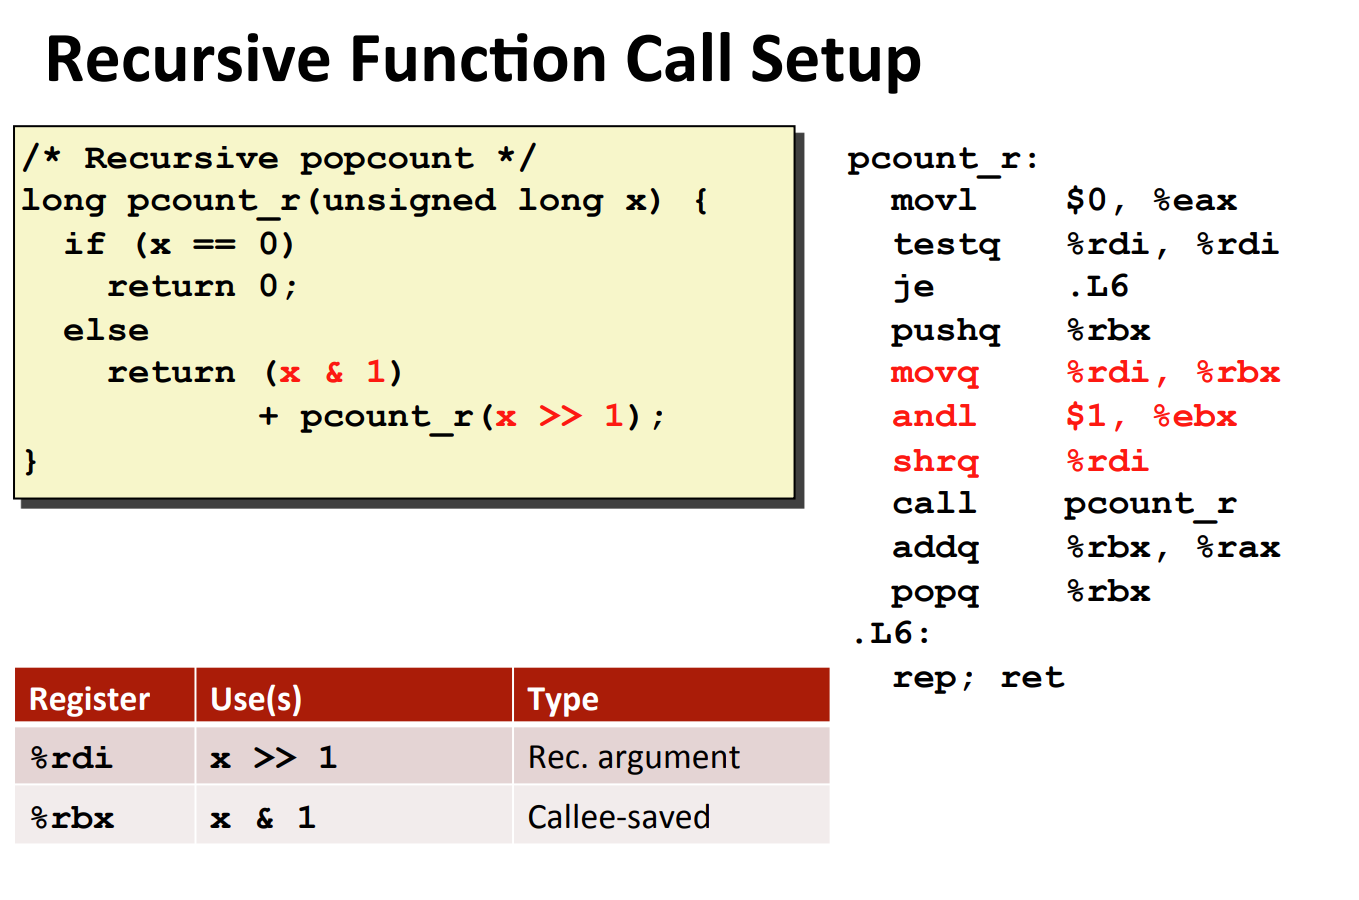 Recursive Function Call Setup
/* Recursive popcount */
long pcount_r(unsigned long x) {
  if (x == 0)
    return 0;
  else
    return (x & 1)
           + pcount_r(x >> 1);
}
pcount_r:
  movl    $0, %eax
  testq   %rdi, %rdi
  je      .L6
  pushq   %rbx
  movq    %rdi, %rbx
  andl    $1, %ebx
  shrq    %rdi
  call    pcount_r
  addq    %rbx, %rax
  popq    %rbx
.L6:
  rep; ret
Register Use(s) Type
%rdi x >> 1 Rec. argument
%rbx x & 1 Callee-saved